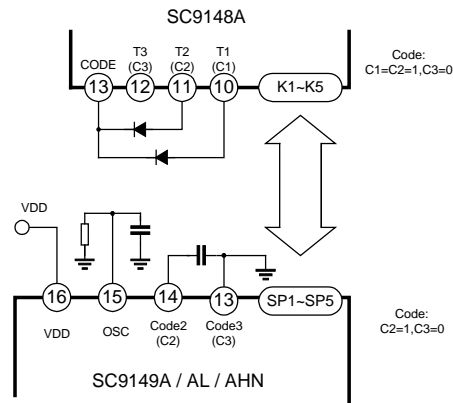 SC9148A
CODE T3 T2 T1
(C3) (C2) (C1)
13 12 11 10 K1~K5
Code:
C1=C2=1,C3=0
VDD
16 15 14 13 SP1~SP5
VDD OSC Code2 Code3
(C2) (C3)
Code:
C2=1,C3=0
SC9149A / AL / AHN